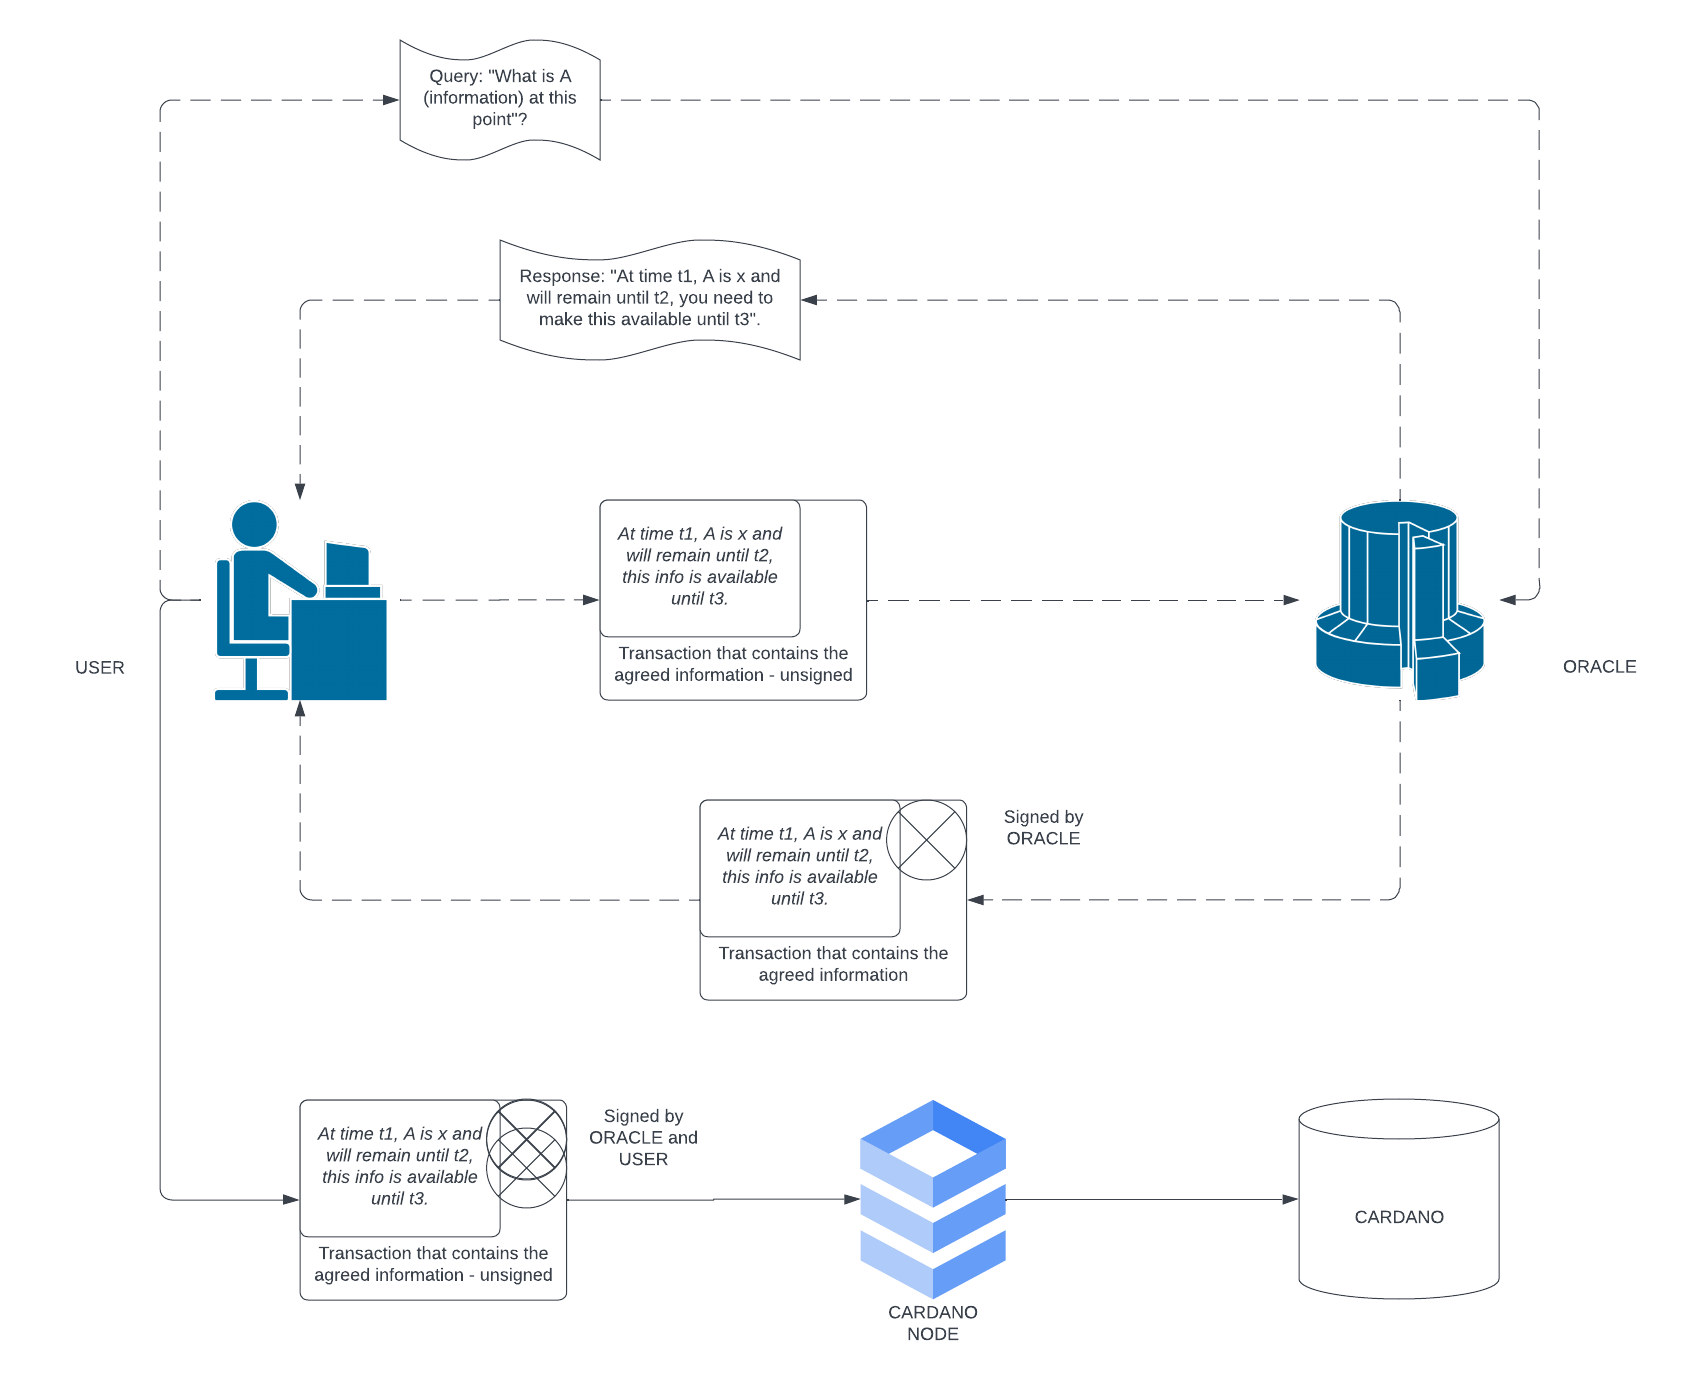 Query: "What is A
(information) at this
point"?
Response: "At time t1, A is x and
will remain until t2, you need to
make this available until t3".
At time t1, A is x and
will remain until t2,
this info is available
until t3.
Transaction that contains the
agreed information - unsigned
USER
ORACLE
At time t1, A is x and
will remain until t2,
this info is available
until t3.
Transaction that contains the
agreed information
Signed by
ORACLE
At time t1, A is x and
will remain until t2,
this info is available
until t3.
Transaction that contains the
agreed information - unsigned
Signed by
ORACLE and
USER
CARDANO
NODE
CARDANO